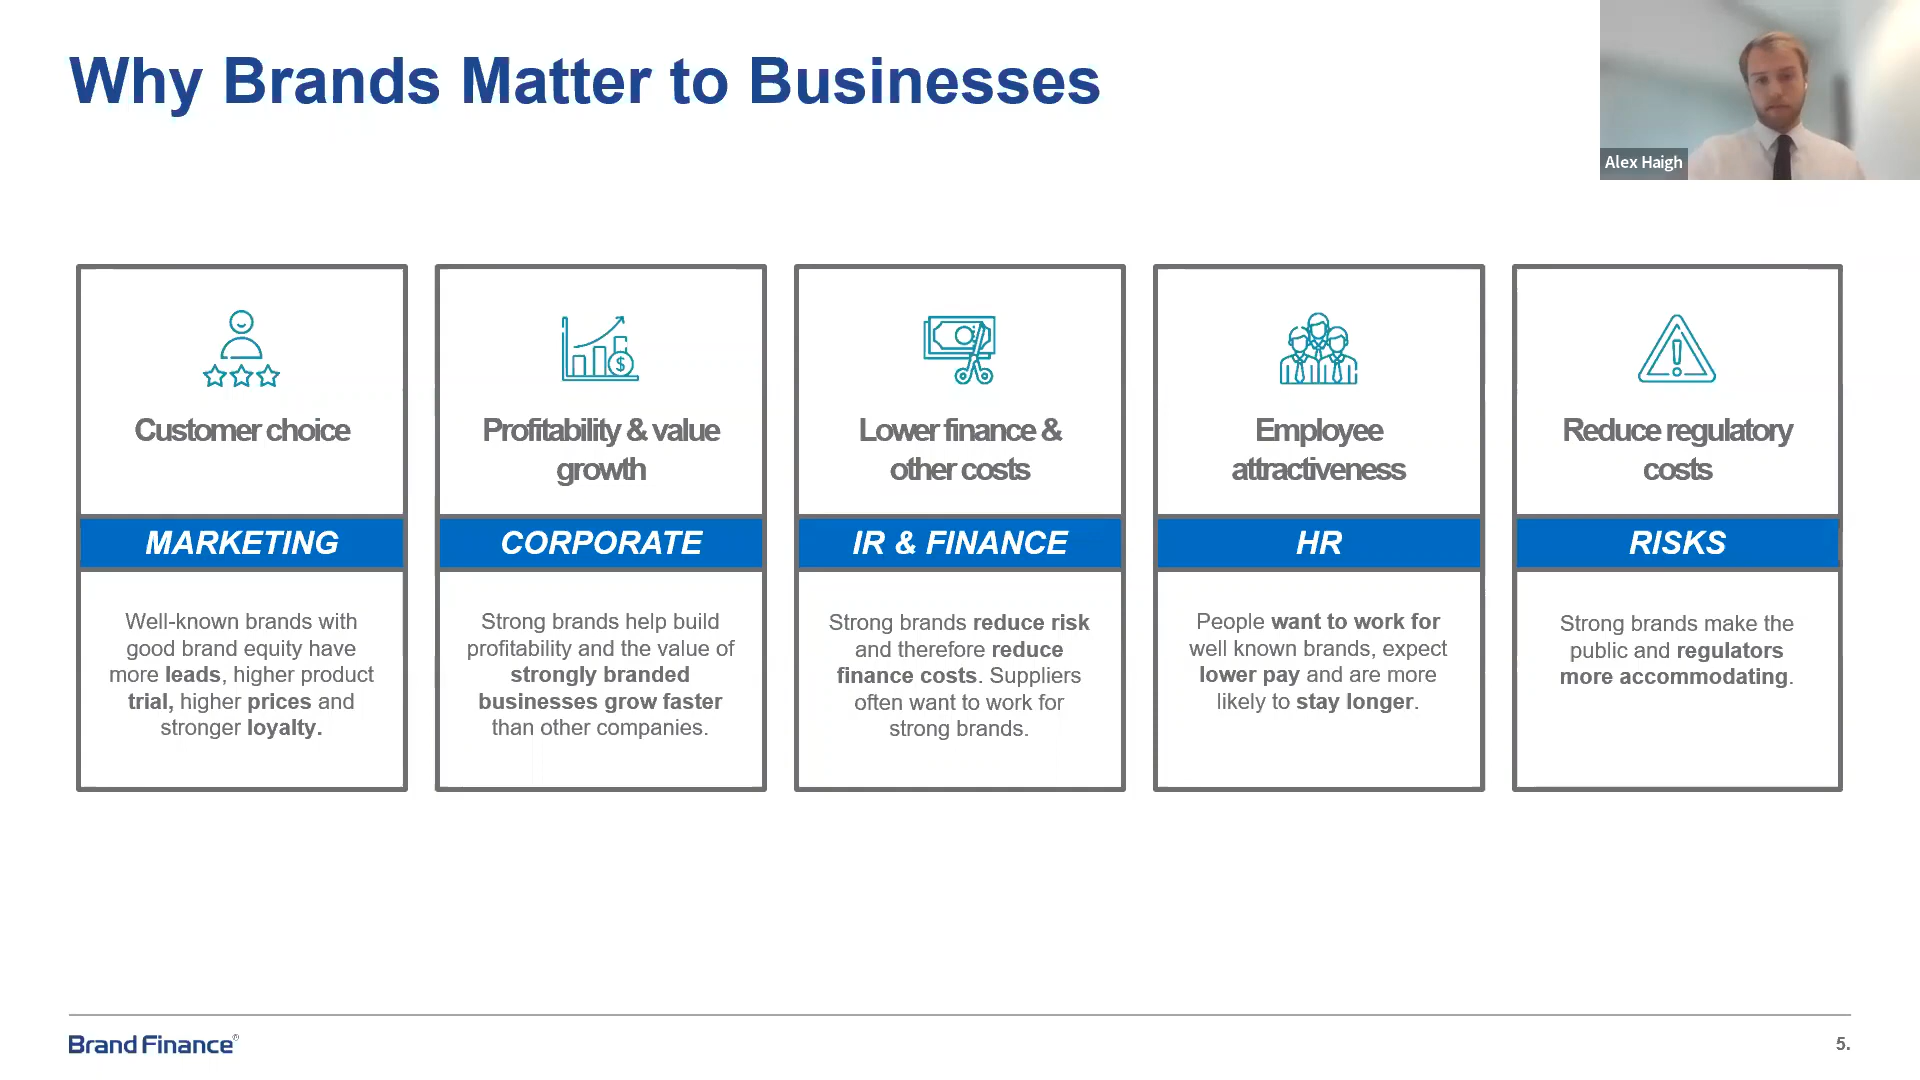 Why Brands Matter to Businesses
Alex Haigh
Customer choice
MARKETING
Well-known brands with
good brand equity have
more leads, higher product
trial, higher prices and
stronger loyalty.
$
Profitability & value
growth
CORPORATE
Strong brands help build
profitability and the value of
strongly branded
businesses grow faster
than other companies.
Lower finance &
other costs
IR & FINANCE
Strong brands reduce risk
and therefore reduce
finance costs. Suppliers
often want to work for
strong brands.
Employee
attractiveness
HR
People want to work for
well known brands, expect
lower pay and are more
likely to stay longer.
Reduce regulatory
costs
RISKS
Strong brands make the
public and regulators
more accommodating.
Brand Finance®
5.